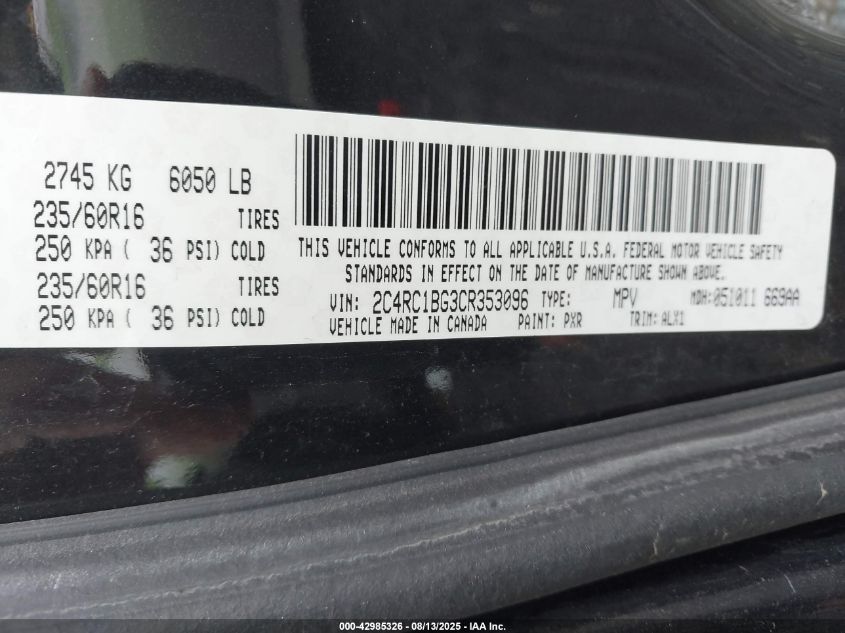 2745 KG 6050 LB
235/60R16 TIRES
250 KPA ( 36 PSI) COLD
235/60R16 TIRES
250 KPA ( 36 PSI) COLD
THIS VEHICLE CONFORMS TO ALL APPLICABLE U.S.A. FEDERAL MOTOR VEHICLE SAFETY
STANDARDS IN EFFECT ON THE DATE OF MANUFACTURE SHOWN ABOVE.
VIN: 2C4RC1BG3CR353096 TYPE: MPV MDH: 051011 669AA
VEHICLE MADE IN CANADA PAINT: PXR TRIM: ALX1
000-42985326 - 08/13/2025 - IAA Inc.